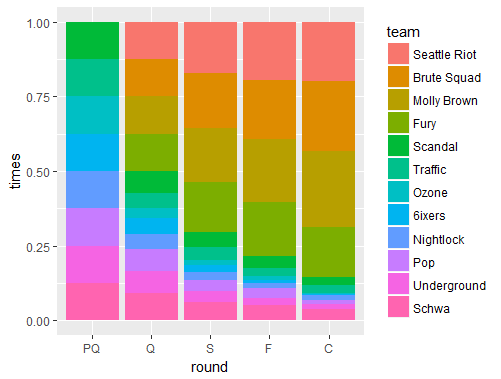 1.00
0.75
0.50
0.25
0.00
times
PQ Q S F C
round
team
Seattle Riot
Brute Squad
Molly Brown
Fury
Scandal
Traffic
Ozone
6ixers
Nightlock
Pop
Underground
Schwa